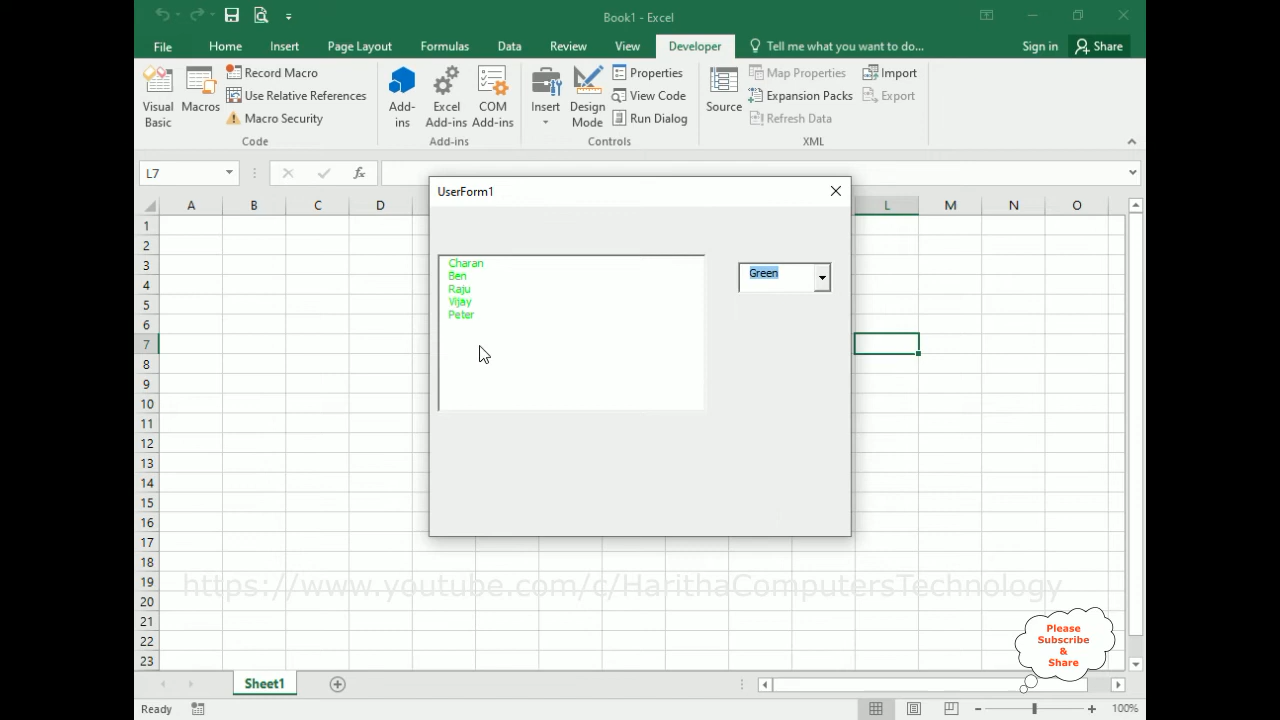 Book1 - Excel
File Home Insert Page Layout Formulas Data Review View Developer Tell me what you want to do... Sign in Share
Visual Basic
Macros
Record Macro
Use Relative References
Macro Security
Code
Add-ins
Excel Add-ins
COM Add-ins
Add-ins
Insert
Design Mode
Properties
View Code
Run Dialog
Controls
Source
Map Properties
Expansion Packs
Refresh Data
Import
Export
XML
L7
fx
A B C D L M N O
1
2
3
4
5
6
7
8
9
10
11
12
13
14
15
16
17
18
19
20
21
22
23
UserForm1
Charan
Ben
Raju
Vijay
Peter
Green
https://www.youtube.com/c/HarithaComputersTechnology
Please
Subscribe
&
Share
Sheet1
Ready
100%